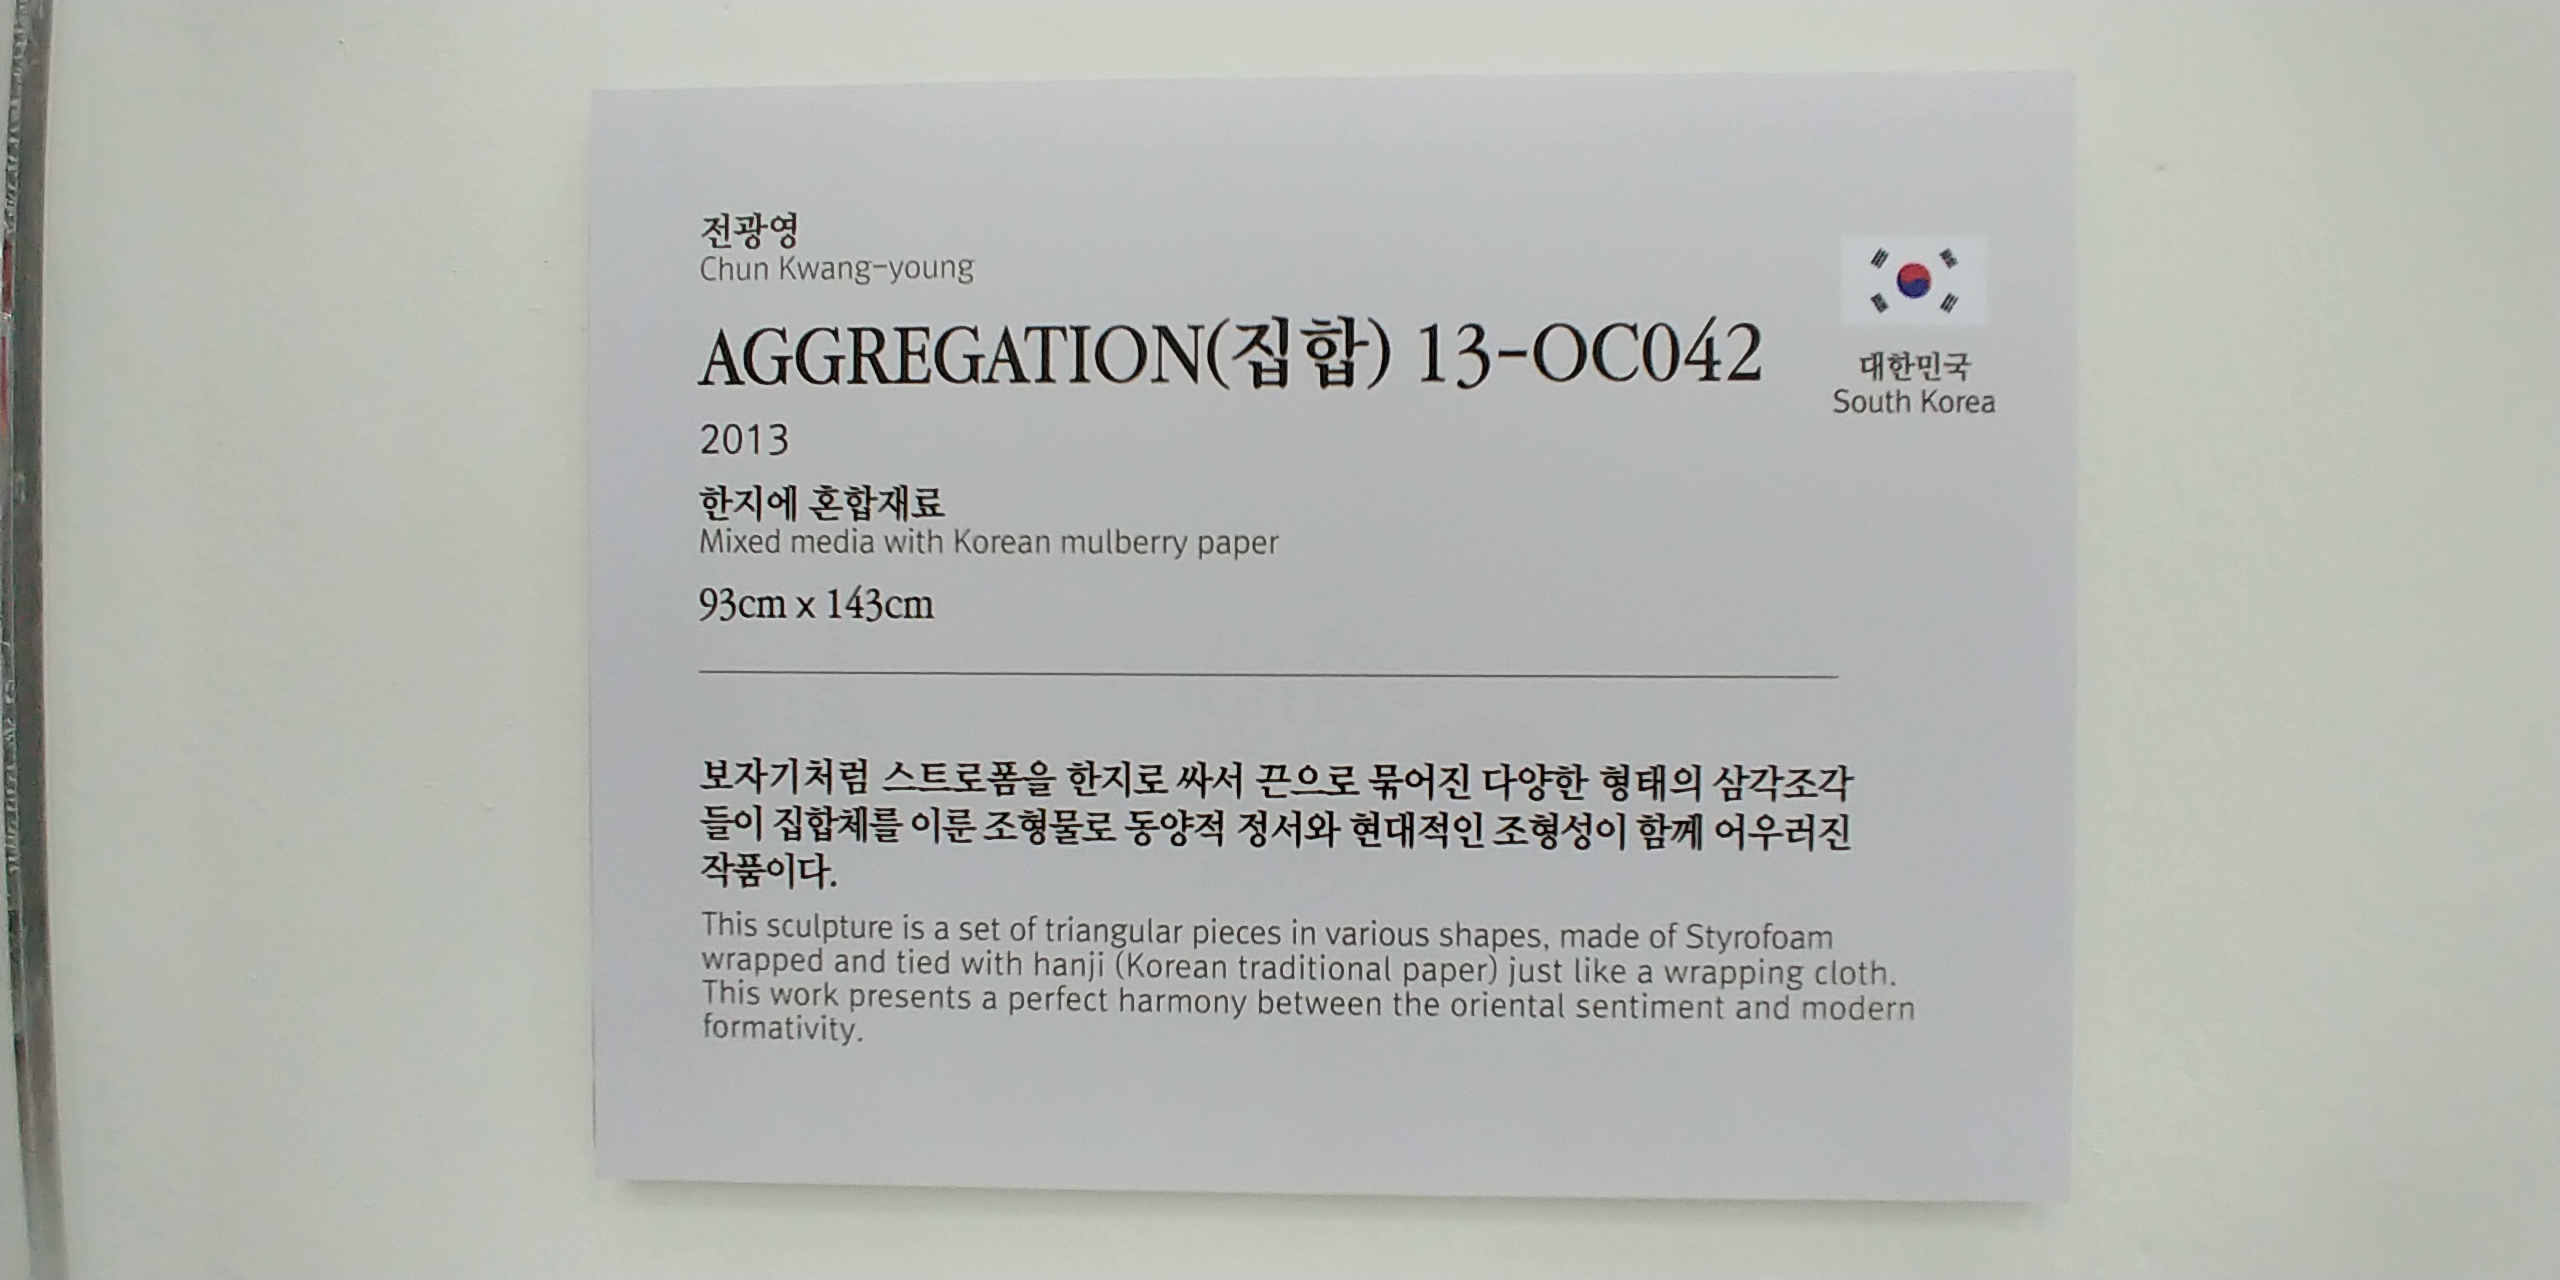 전광영
Chun Kwang-young
AGGREGATION(집합) 13-OC042
대한민국
South Korea
2013
한지에 혼합재료
Mixed media with Korean mulberry paper
93cm x 143cm
보자기처럼 스트로폼을 한지로 싸서 끈으로 묶어진 다양한 형태의 삼각조각
들이 집합체를 이룬 조형물로 동양적 정서와 현대적인 조형성이 함께 어우러진
작품이다.
This sculpture is a set of triangular pieces in various shapes, made of Styrofoam
wrapped and tied with hanji (Korean traditional paper) just like a wrapping cloth.
This work presents a perfect harmony between the oriental sentiment and modern
formativity.